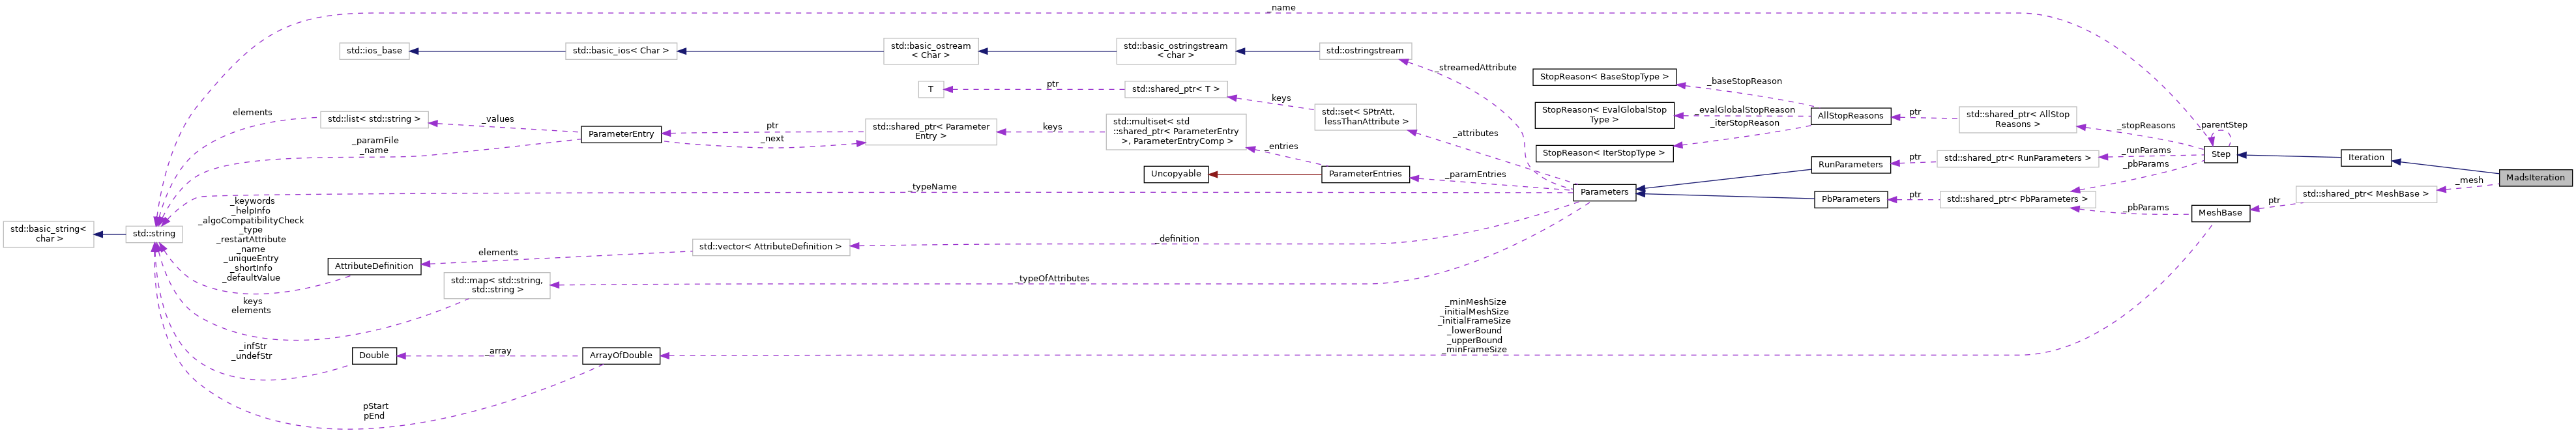 _name
std::ios_base
std::basic_ios< Char >
std::basic_ostream
< Char >
std::basic_ostringstream
< char >
std::ostringstream
_streamedAttribute
StopReason< BaseStopType >
_baseStopReason
T
ptr
std::shared_ptr< T >
keys
std::set< SPtrAtt,
lessThanAttribute >
StopReason< EvalGlobalStop
Type >
_evalGlobalStopReason
_iterStopReason
AllStopReasons
ptr
std::shared_ptr< AllStop
Reasons >
_stopReasons
_parentStep
elements
std::list< std::string >
_values
ParameterEntry
ptr
_next
std::shared_ptr< Parameter
Entry >
keys
std::multiset< std
::shared_ptr< ParameterEntry
>, ParameterEntryComp >
_entries
_attributes
_paramFile
_name
StopReason< IterStopType >
RunParameters
ptr
std::shared_ptr< RunParameters >
_runParams
_pbParams
Step
Iteration
MadsIteration
Uncopyable
ParameterEntries
_paramEntries
_typeName
Parameters
PbParameters
ptr
std::shared_ptr< PbParameters >
_pbParams
MeshBase
ptr
std::shared_ptr< MeshBase >
_mesh
std::basic_string<
char >
std::string
_keywords
_helpInfo
_algoCompatibilityCheck
_type
_restartAttribute
_name
_uniqueEntry
_shortInfo
_defaultValue
AttributeDefinition
elements
std::vector< AttributeDefinition >
_definition
keys
elements
std::map< std::string,
std::string >
_typeOfAttributes
_infStr
_undefStr
Double
_array
ArrayOfDouble
_minMeshSize
_initialMeshSize
_initialFrameSize
_lowerBound
_upperBound
_minFrameSize
pStart
pEnd